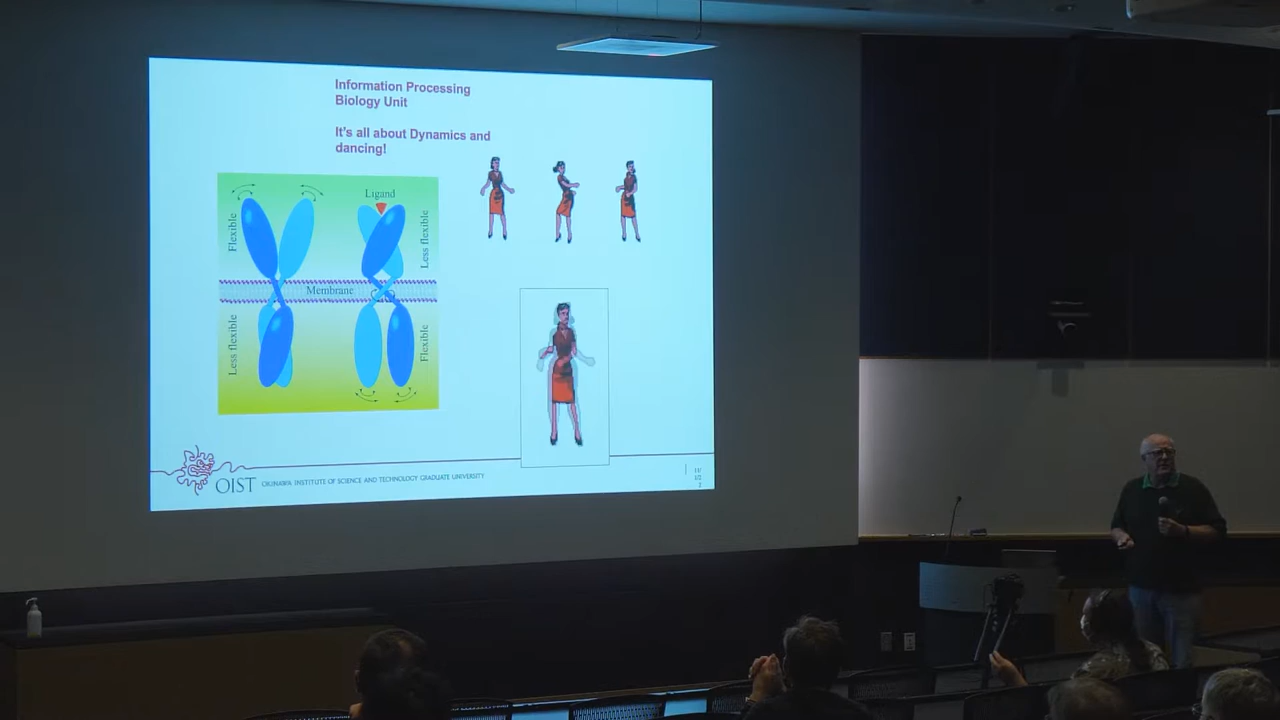 Information Processing
Biology Unit
It's all about Dynamics and
dancing!
Ligand
Flexible
Less flexible
Membrane
Less flexible
Flexible
OIST OKINAWA INSTITUTE OF SCIENCE AND TECHNOLOGY GRADUATE UNIVERSITY